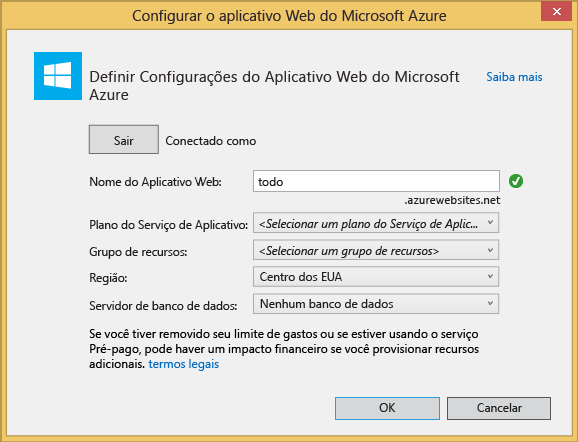 Configurar o aplicativo Web do Microsoft Azure
Definir Configurações do Aplicativo Web do Microsoft
Azure
Saiba mais
Sair
Conectado como
Nome do Aplicativo Web:
todo
.azurewebsites.net
Plano do Serviço de Aplicativo:
<Selecionar um plano do Serviço de Aplic...
Grupo de recursos:
<Selecionar um grupo de recursos>
Região:
Centro dos EUA
Servidor de banco de dados:
Nenhum banco de dados
Se você tiver removido seu limite de gastos ou se estiver usando o serviço
Pré-pago, pode haver um impacto financeiro se você provisionar recursos
adicionais. termos legais
OK
Cancelar